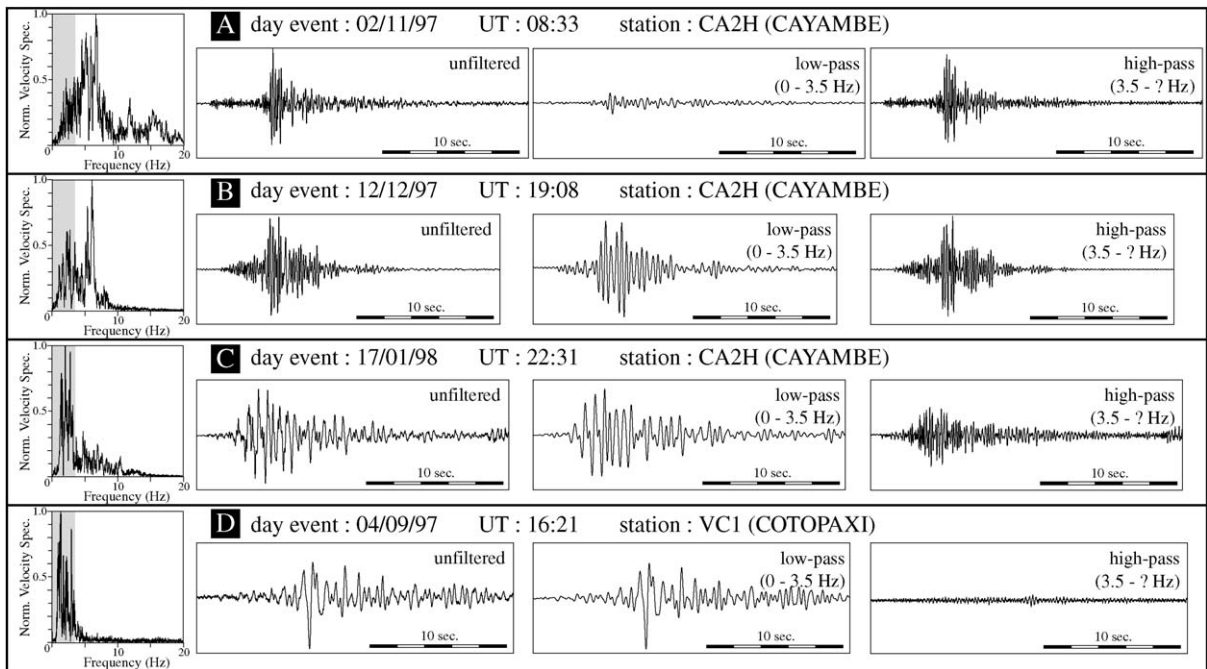 A day event : 02/11/97 UT : 08:33 station : CA2H (CAYAMBE)
Norm. Velocity Spec.
1.0
0.5
0
10
20
Frequency (Hz)
unfiltered
10 sec.
low-pass
(0 - 3.5 Hz)
10 sec.
high-pass
(3.5 - ? Hz)
10 sec.
B day event : 12/12/97 UT : 19:08 station : CA2H (CAYAMBE)
Norm. Velocity Spec.
1.0
0.5
0
10
20
Frequency (Hz)
unfiltered
10 sec.
low-pass
(0 - 3.5 Hz)
10 sec.
high-pass
(3.5 - ? Hz)
10 sec.
C day event : 17/01/98 UT : 22:31 station : CA2H (CAYAMBE)
Norm. Velocity Spec.
1.0
0.5
0
10
20
Frequency (Hz)
unfiltered
10 sec.
low-pass
(0 - 3.5 Hz)
10 sec.
high-pass
(3.5 - ? Hz)
10 sec.
D day event : 04/09/97 UT : 16:21 station : VC1 (COTOPAXI)
Norm. Velocity Spec.
1.0
0.5
0
10
20
Frequency (Hz)
unfiltered
10 sec.
low-pass
(0 - 3.5 Hz)
10 sec.
high-pass
(3.5 - ? Hz)
10 sec.